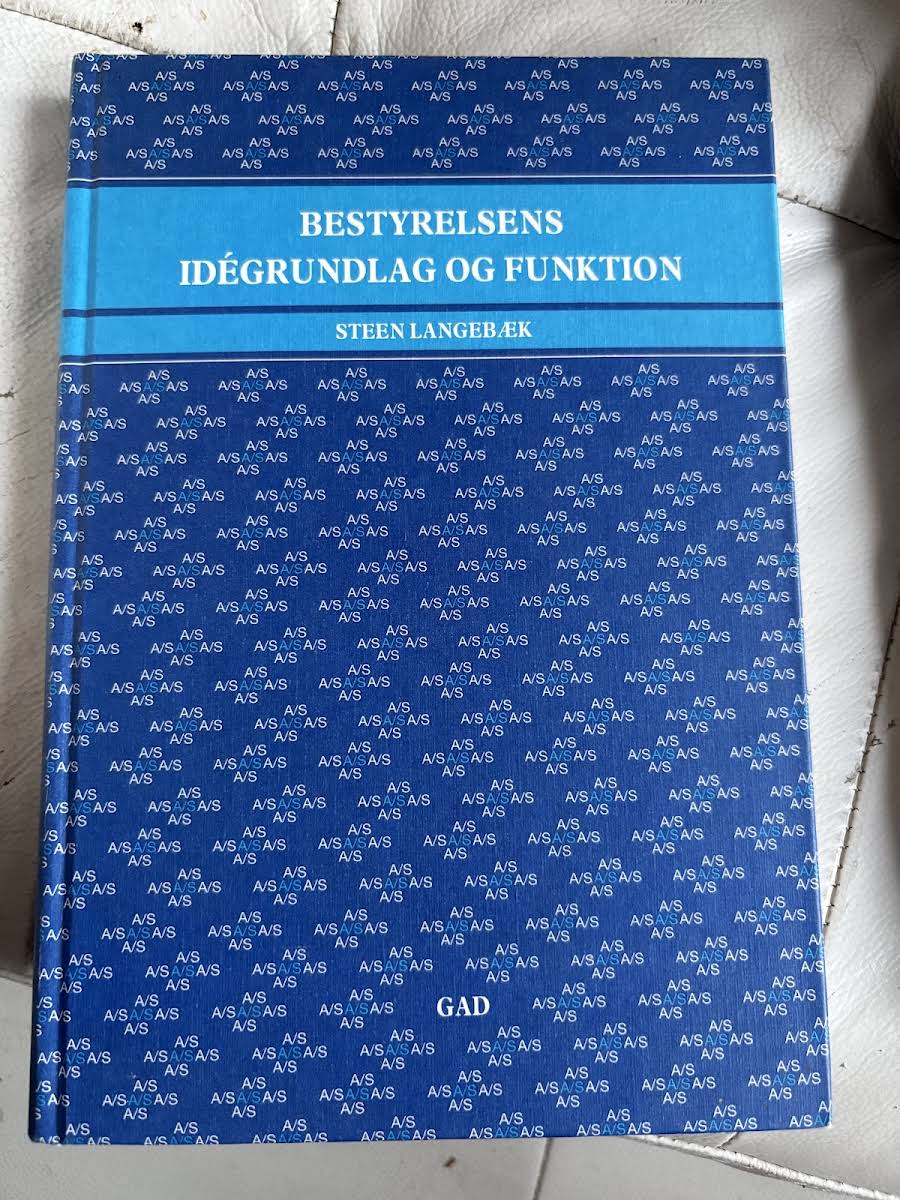 BESTYRELSENS
IDÉGRUNDLAG OG FUNKTION
STEEN LANGEBÆK
A/S
A/S A/S A/S
A/S
GAD